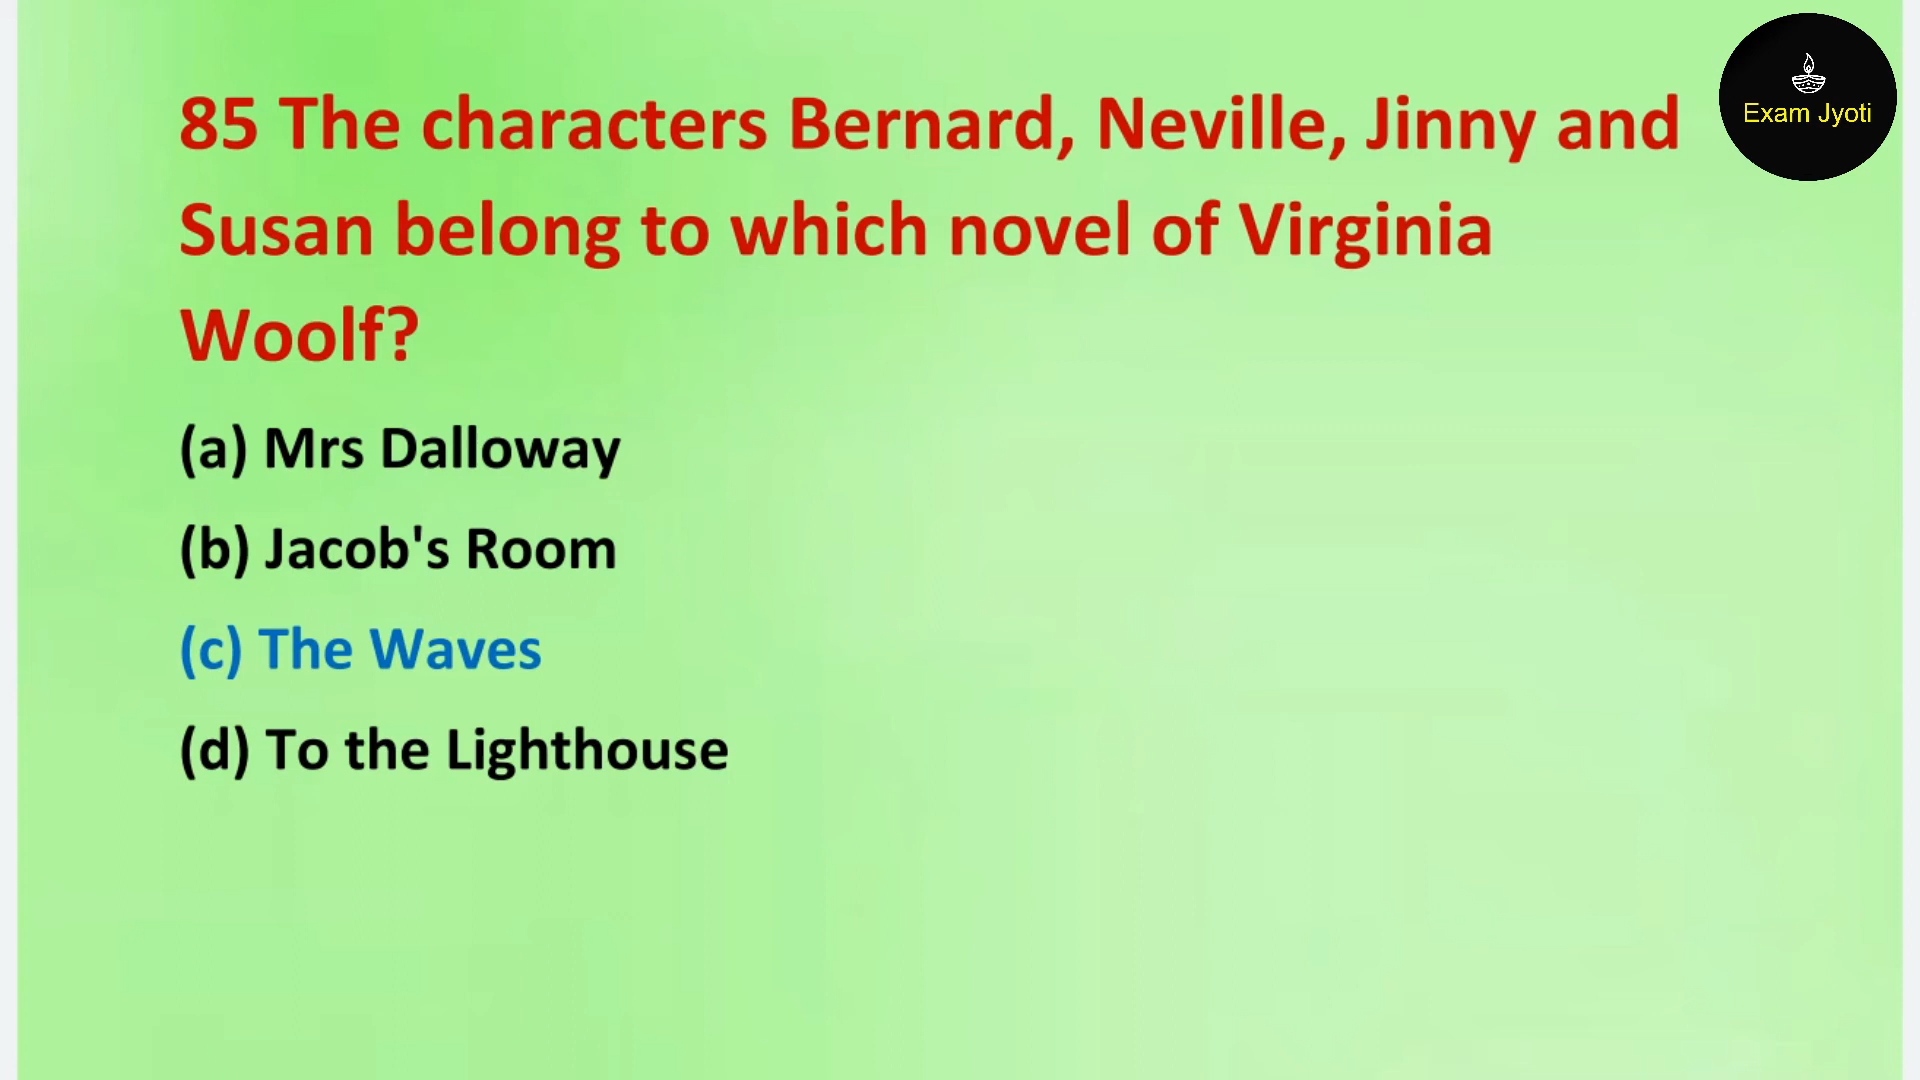 85 The characters Bernard, Neville, Jinny and
Susan belong to which novel of Virginia
Woolf?
(a) Mrs Dalloway
(b) Jacob's Room
(c) The Waves
(d) To the Lighthouse
Exam Jyoti